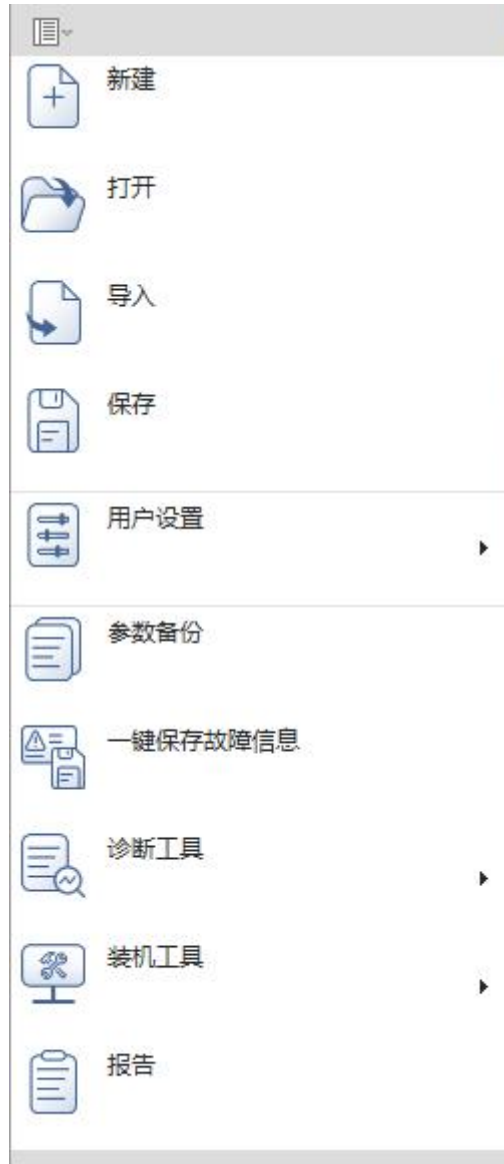 新建
打开
导入
保存
用户设置
参数备份
一键保存故障信息
诊断工具
装机工具
报告